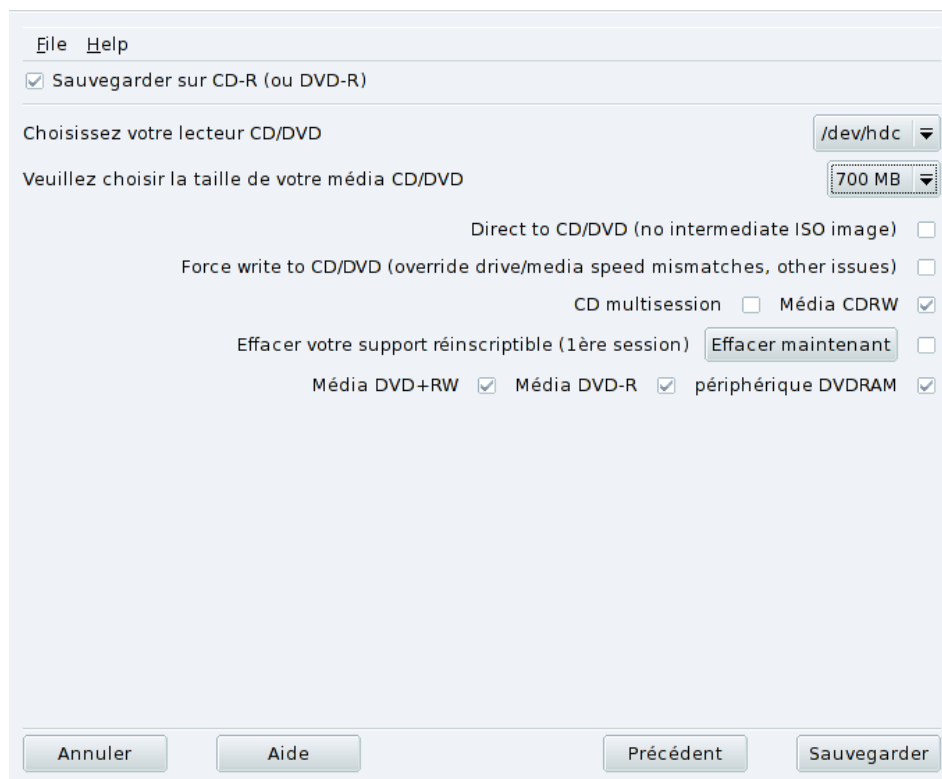 File Help
Sauvegarder sur CD-R (ou DVD-R)
Choisissez votre lecteur CD/DVD /dev/hdc
Veuillez choisir la taille de votre média CD/DVD 700 MB
Direct to CD/DVD (no intermediate ISO image)
Force write to CD/DVD (override drive/media speed mismatches, other issues)
CD multisession Média CDRW
Effacer votre support réinscriptible (1ère session) Effacer maintenant
Média DVD+RW Média DVD-R périphérique DVDRAM
Annuler Aide Précédent Sauvegarder